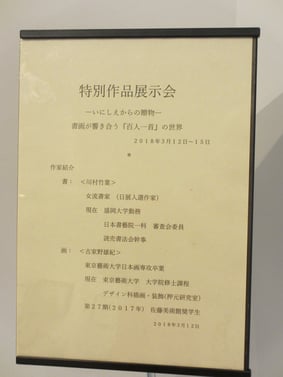 特別作品展示会
―いにしえからの贈物―
書画が響き合う『百人一首』の世界
2018年3月12日~15日
*
作家紹介
書： <川村竹葉>
女流書家 (日展入選作家)
現在 盛岡大学勤務
日本書藝院一科 審査会委員
読売書法会幹事
画： <古家野雄紀>
東京藝術大学日本画専攻卒業
現在 東京藝術大学 大学院修士課程
デザイン科描画・装飾(押元研究室)
第27期(2017年) 佐藤美術館奨学生
2018年3月12日